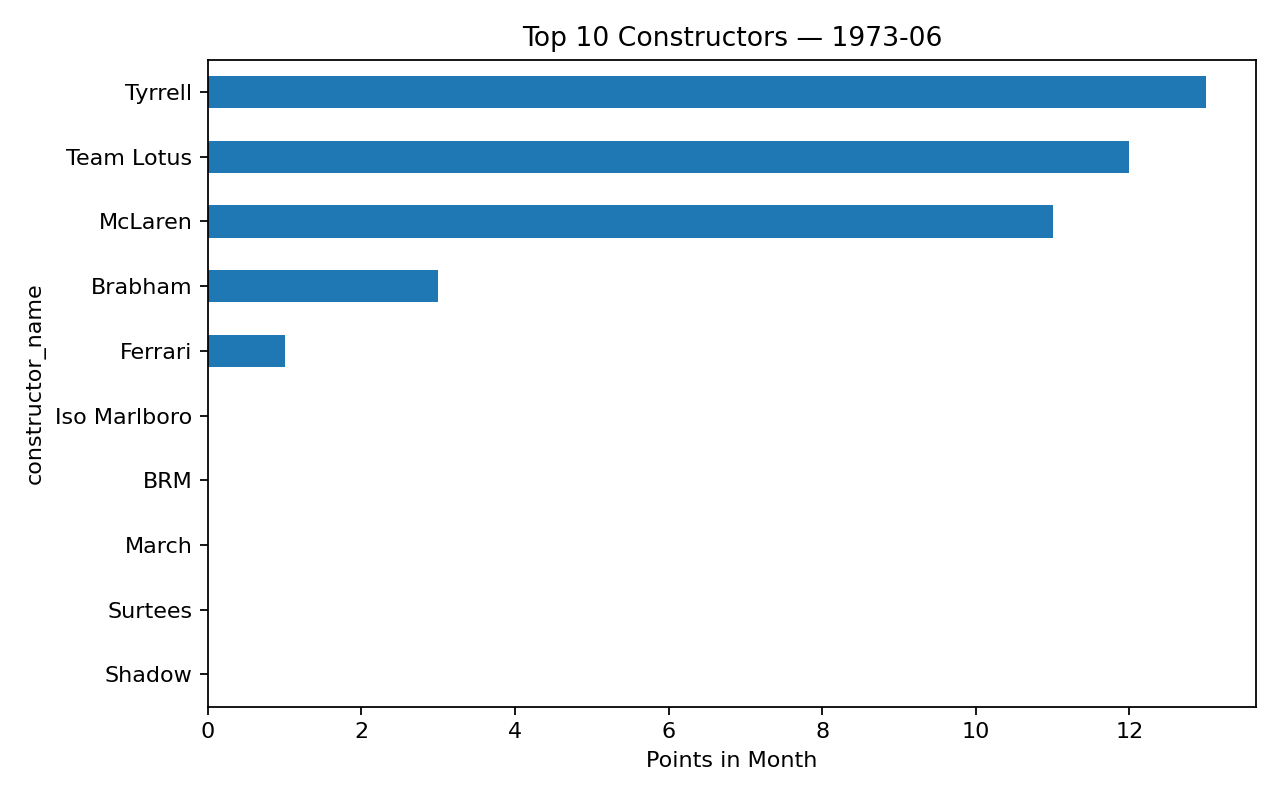 Top 10 Constructors — 1973-06
constructor_name
Tyrrell
Team Lotus
McLaren
Brabham
Ferrari
Iso Marlboro
BRM
March
Surtees
Shadow
0 2 4 6 8 10 12
Points in Month